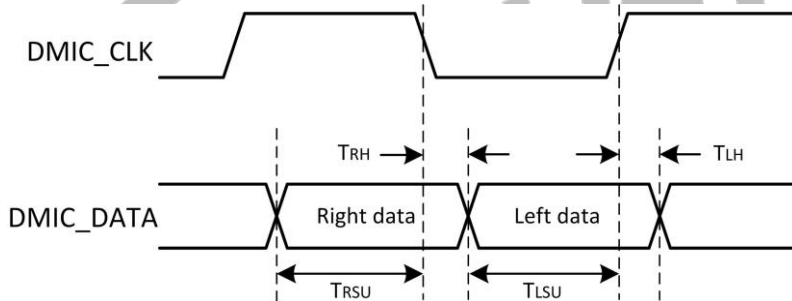 DMIC_CLK
TRH
TLH
DMIC_DATA
Right data
Left data
TRSU
TLSU